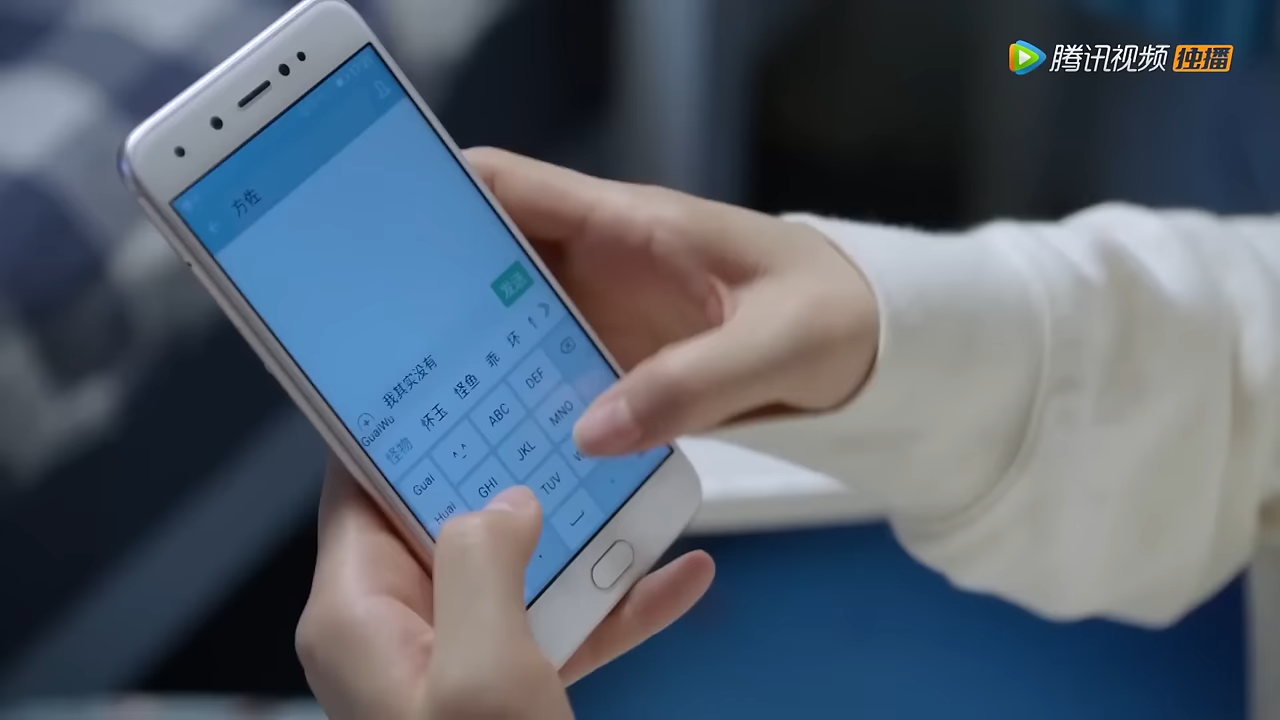 腾讯视频 独播
方佐
发送
我其实没有
GuaiWu
怪物 怀玉 怪鱼 乖 环
Guai ^_^ ABC DEF
Huai GHI JKL MNO
TUV